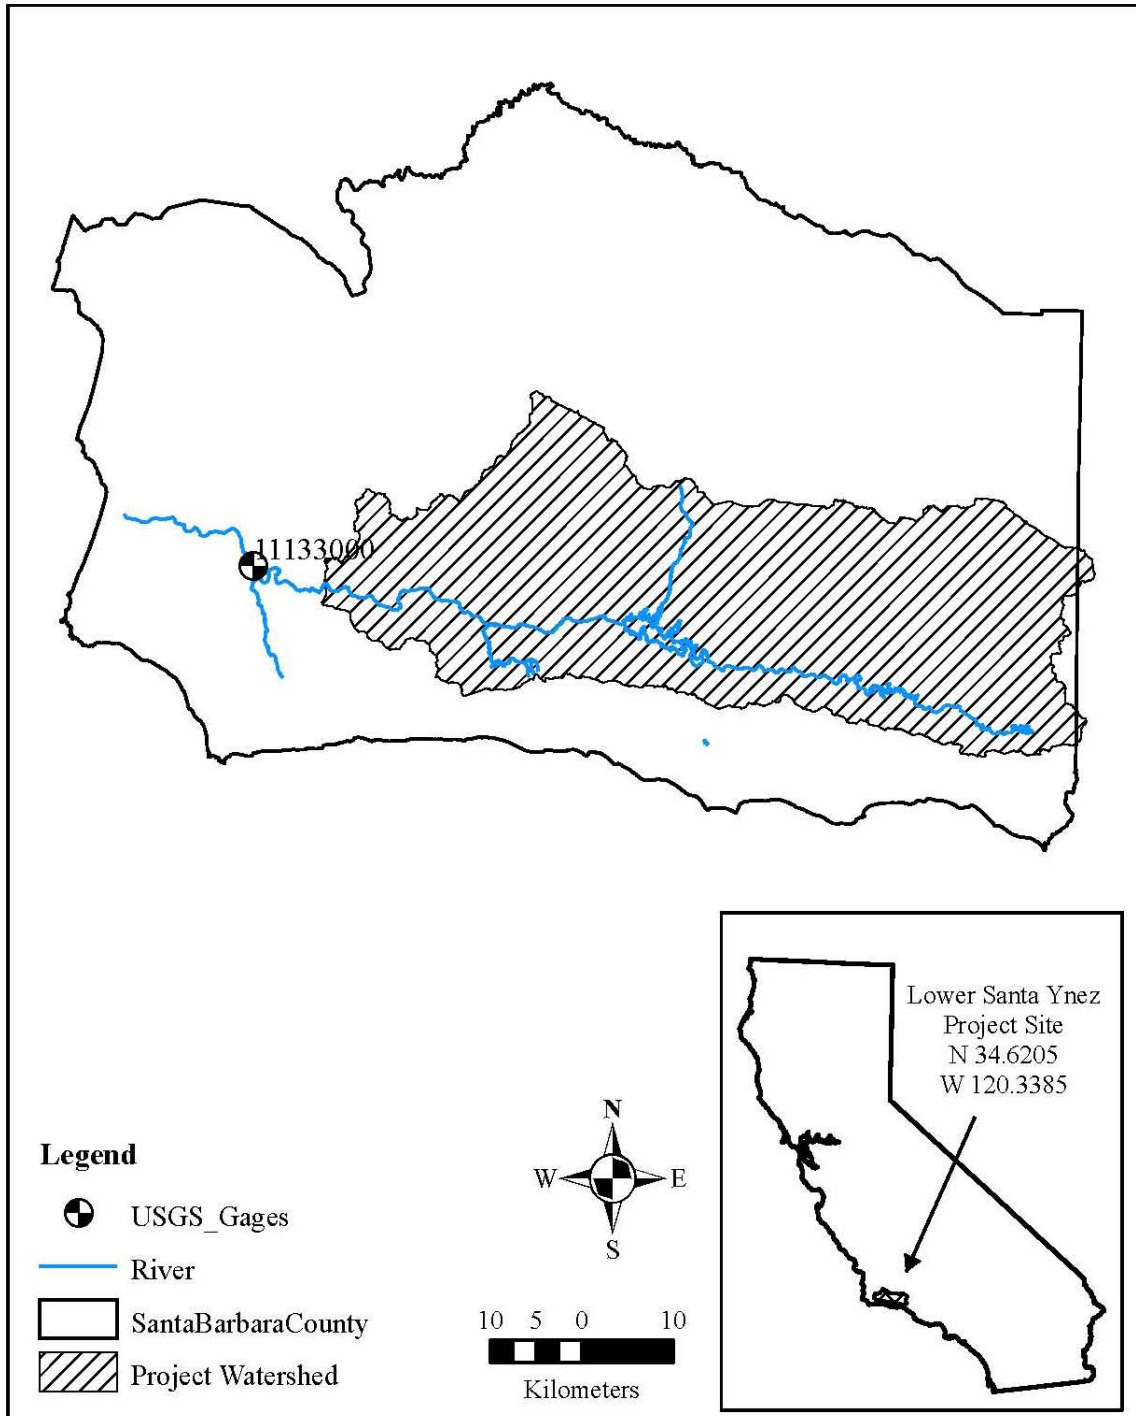 11133000
Lower Santa Ynez
Project Site
N 34.6205
W 120.3385
N
W E
S
Legend
USGS_Gages
River
SantaBarbaraCounty
Project Watershed
10 5 0 10
Kilometers